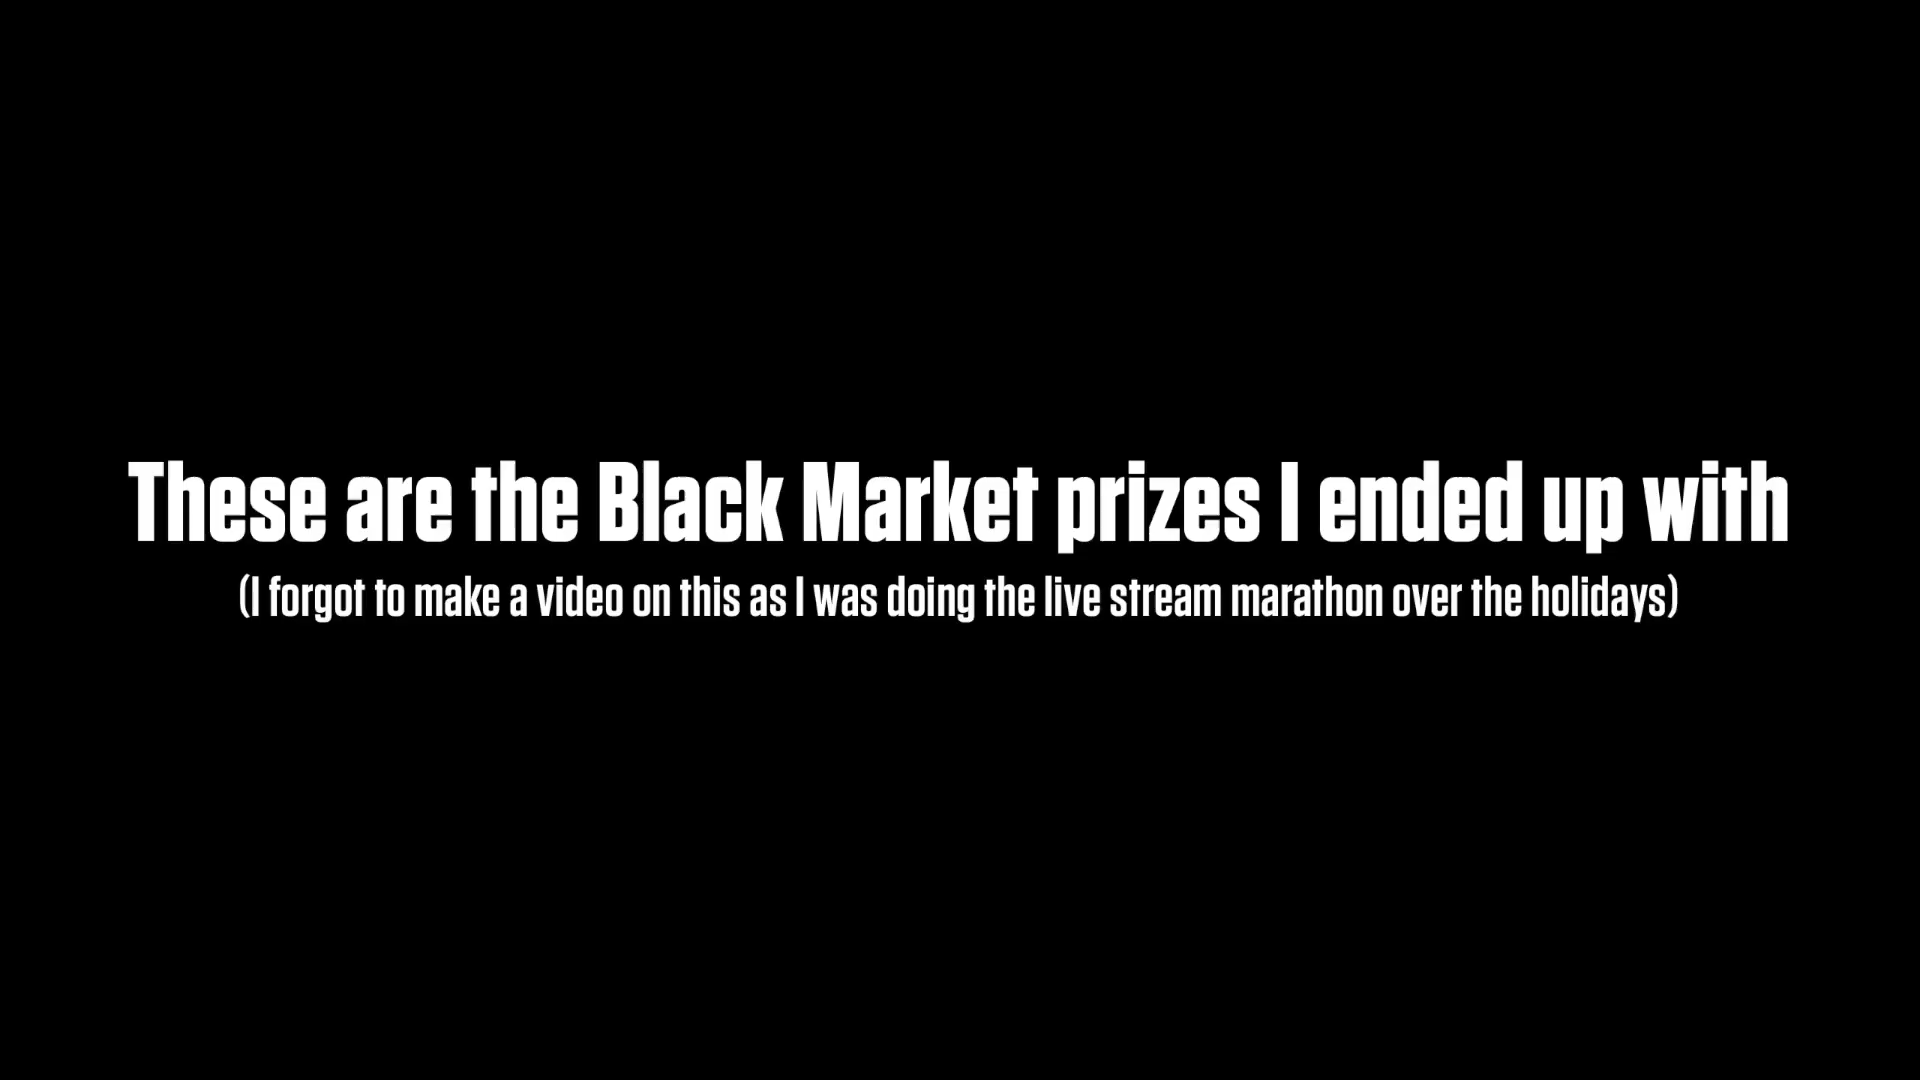 These are the Black Market prizes I ended up with
(I forgot to make a video on this as I was doing the live stream marathon over the holidays)